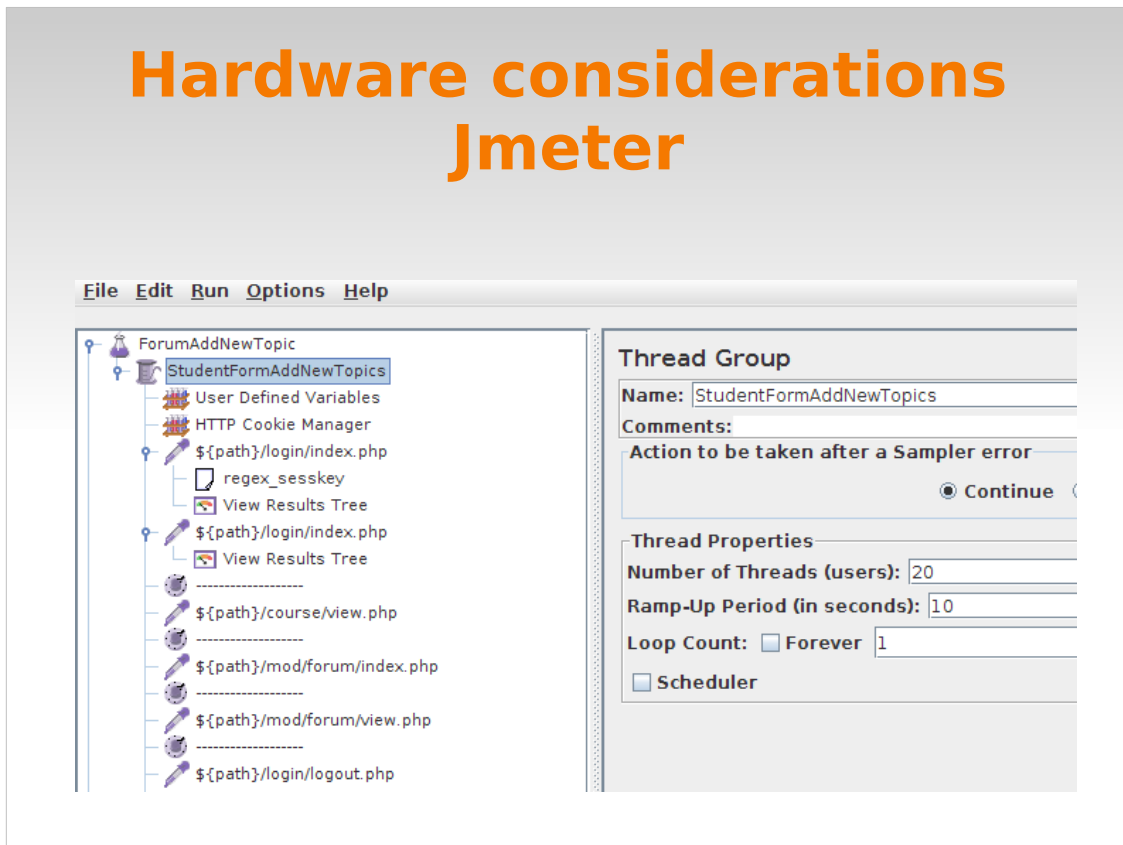 Hardware considerations
Jmeter
File Edit Run Options Help
ForumAddNewTopic
StudentFormAddNewTopics
User Defined Variables
HTTP Cookie Manager
${path}/login/index.php
regex_sesskey
View Results Tree
${path}/login/index.php
View Results Tree
------------------
${path}/course/view.php
------------------
${path}/mod/forum/index.php
------------------
${path}/mod/forum/view.php
------------------
${path}/login/logout.php
Thread Group
Name: StudentFormAddNewTopics
Comments:
Action to be taken after a Sampler error
Continue
Thread Properties
Number of Threads (users): 20
Ramp-Up Period (in seconds): 10
Loop Count: Forever 1
Scheduler